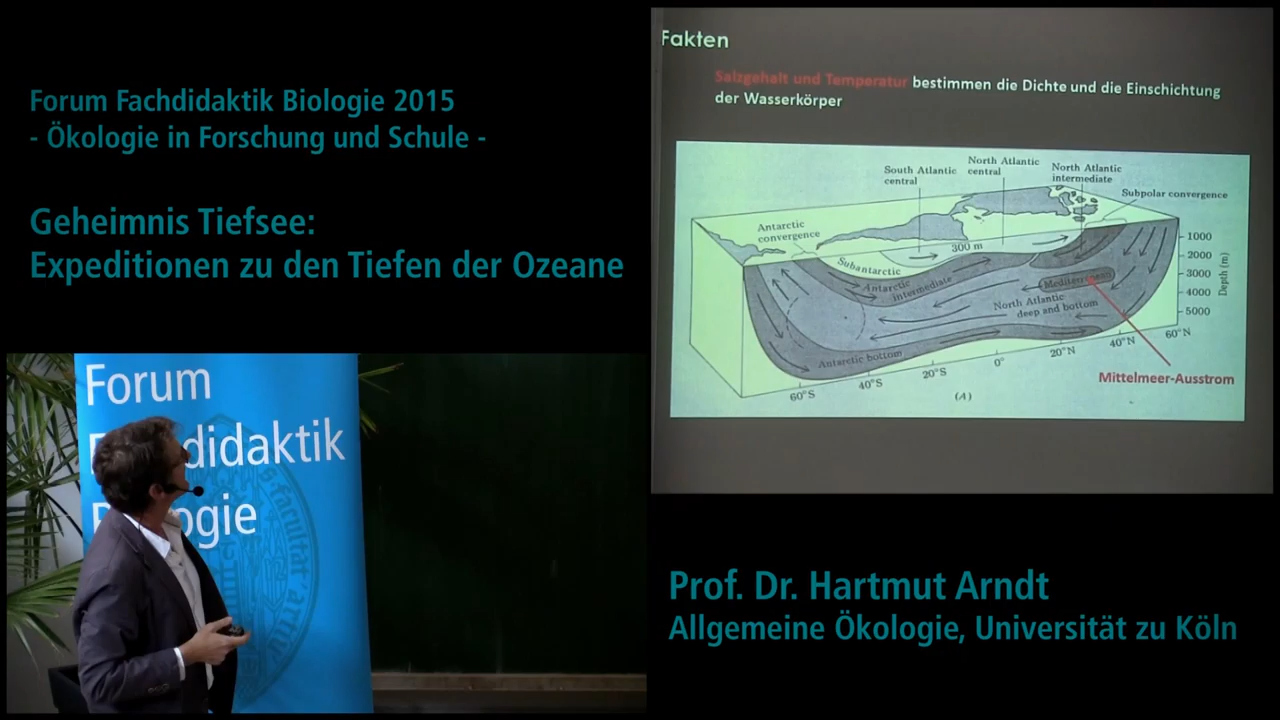 Forum Fachdidaktik Biologie 2015
- Ökologie in Forschung und Schule -
Geheimnis Tiefsee:
Expeditionen zu den Tiefen der Ozeane
Forum
didaktik
ogie
Fakten
Salzgehalt und Temperatur bestimmen die Dichte und die Einschichtung
der Wasserkörper
South Atlantic
central
North Atlantic
central
North Atlantic
intermediate
Subpolar convergence
Antarctic
convergence
300 m
Subantarctic
Antarctic
intermediate
Mediterranean
North Atlantic
deep and bottom
Antarctic bottom
1000
2000
3000
4000
5000
Depth (m)
60°S
40°S
20°S
0°
20°N
40°N
60°N
(A)
Mittelmeer-Ausstrom
Prof. Dr. Hartmut Arndt
Allgemeine Ökologie, Universität zu Köln